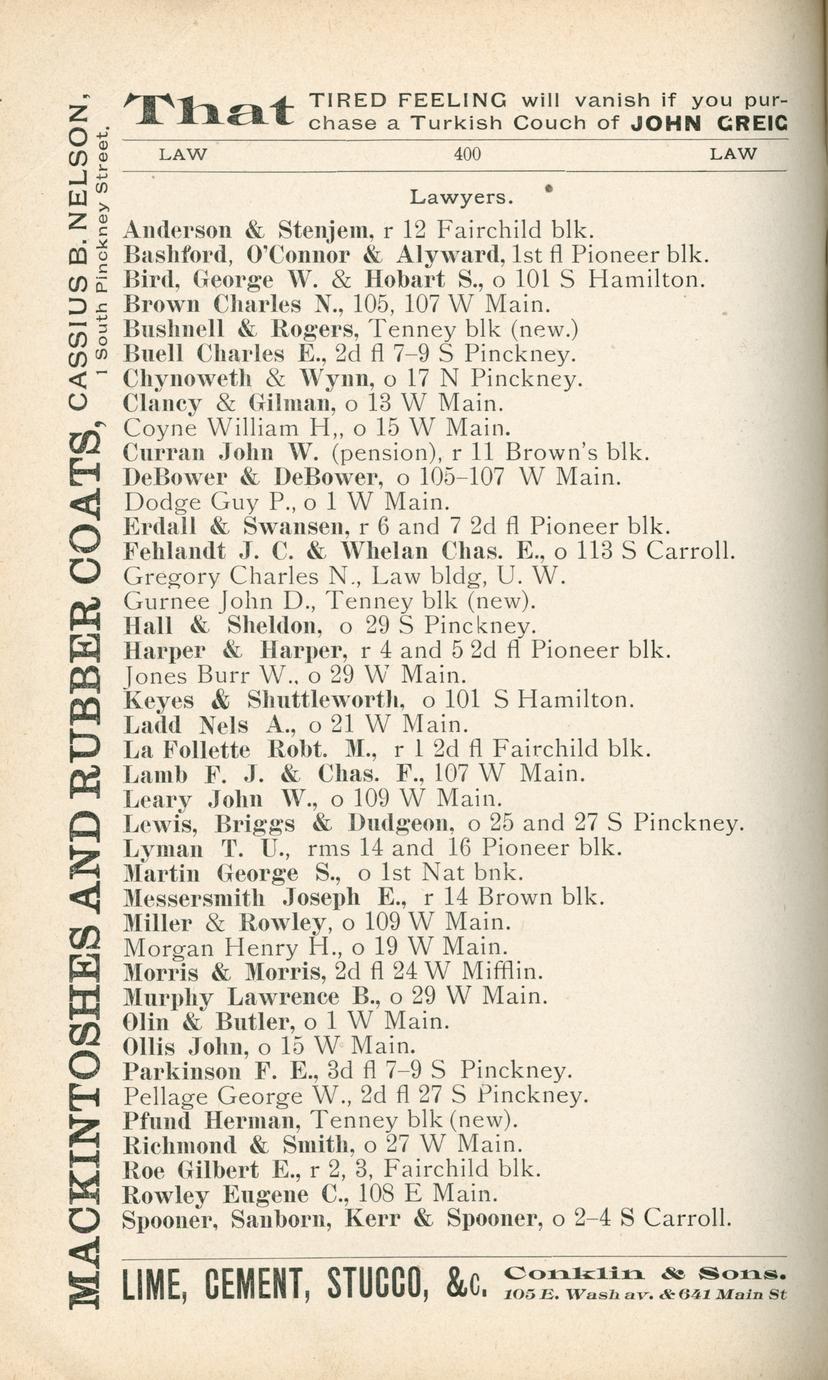 That TIRED FEELING will vanish if you pur-
chase a Turkish Couch of JOHN GREIG
LAW 400 LAW
Lawyers.
Anderson & Stenjem, r 12 Fairchild blk.
Bashford, O'Connor & Alyward, 1st fl Pioneer blk.
Bird, George W. & Hobart S., o 101 S Hamilton.
Brown Charles N., 105, 107 W Main.
Bushnell & Rogers, Tenney blk (new.)
Buell Charles E., 2d fl 7-9 S Pinckney.
Chynoweth & Wynn, o 17 N Pinckney.
Clancy & Gilman, o 13 W Main.
Coyne William H,, o 15 W Main.
Curran John W. (pension), r 11 Brown's blk.
DeBower & DeBower, o 105-107 W Main.
Dodge Guy P., o 1 W Main.
Erdall & Swansen, r 6 and 7 2d fl Pioneer blk.
Fehlandt J. C. & Whelan Chas. E., o 113 S Carroll.
Gregory Charles N., Law bldg, U. W.
Gurnee John D., Tenney blk (new).
Hall & Sheldon, o 29 S Pinckney.
Harper & Harper, r 4 and 5 2d fl Pioneer blk.
Jones Burr W., o 29 W Main.
Keyes & Shuttleworth, o 101 S Hamilton.
Ladd Nels A., o 21 W Main.
La Follette Robt. M., r 1 2d fl Fairchild blk.
Lamb F. J. & Chas. F., 107 W Main.
Leary John W., o 109 W Main.
Lewis, Briggs & Dudgeon, o 25 and 27 S Pinckney.
Lyman T. U., rms 14 and 16 Pioneer blk.
Martin George S., o 1st Nat bnk.
Messersmith Joseph E., r 14 Brown blk.
Miller & Rowley, o 109 W Main.
Morgan Henry H., o 19 W Main.
Morris & Morris, 2d fl 24 W Mifflin.
Murphy Lawrence B., o 29 W Main.
Olin & Butler, o 1 W Main.
Ollis John, o 15 W Main.
Parkinson F. E., 3d fl 7-9 S Pinckney.
Pellage George W., 2d fl 27 S Pinckney.
Pfund Herman, Tenney blk (new).
Richmond & Smith, o 27 W Main.
Roe Gilbert E., r 2, 3, Fairchild blk.
Rowley Eugene C., 108 E Main.
Spooner, Sanborn, Kerr & Spooner, o 2-4 S Carroll.
LIME, CEMENT, STUCCO, &c. Conklin & Sons.
105 E. Wash av. & 641 Main St
MACKINTOSHES AND RUBBER COATS, CASSIUS B. NELSON,
1 South Pinckney Street.